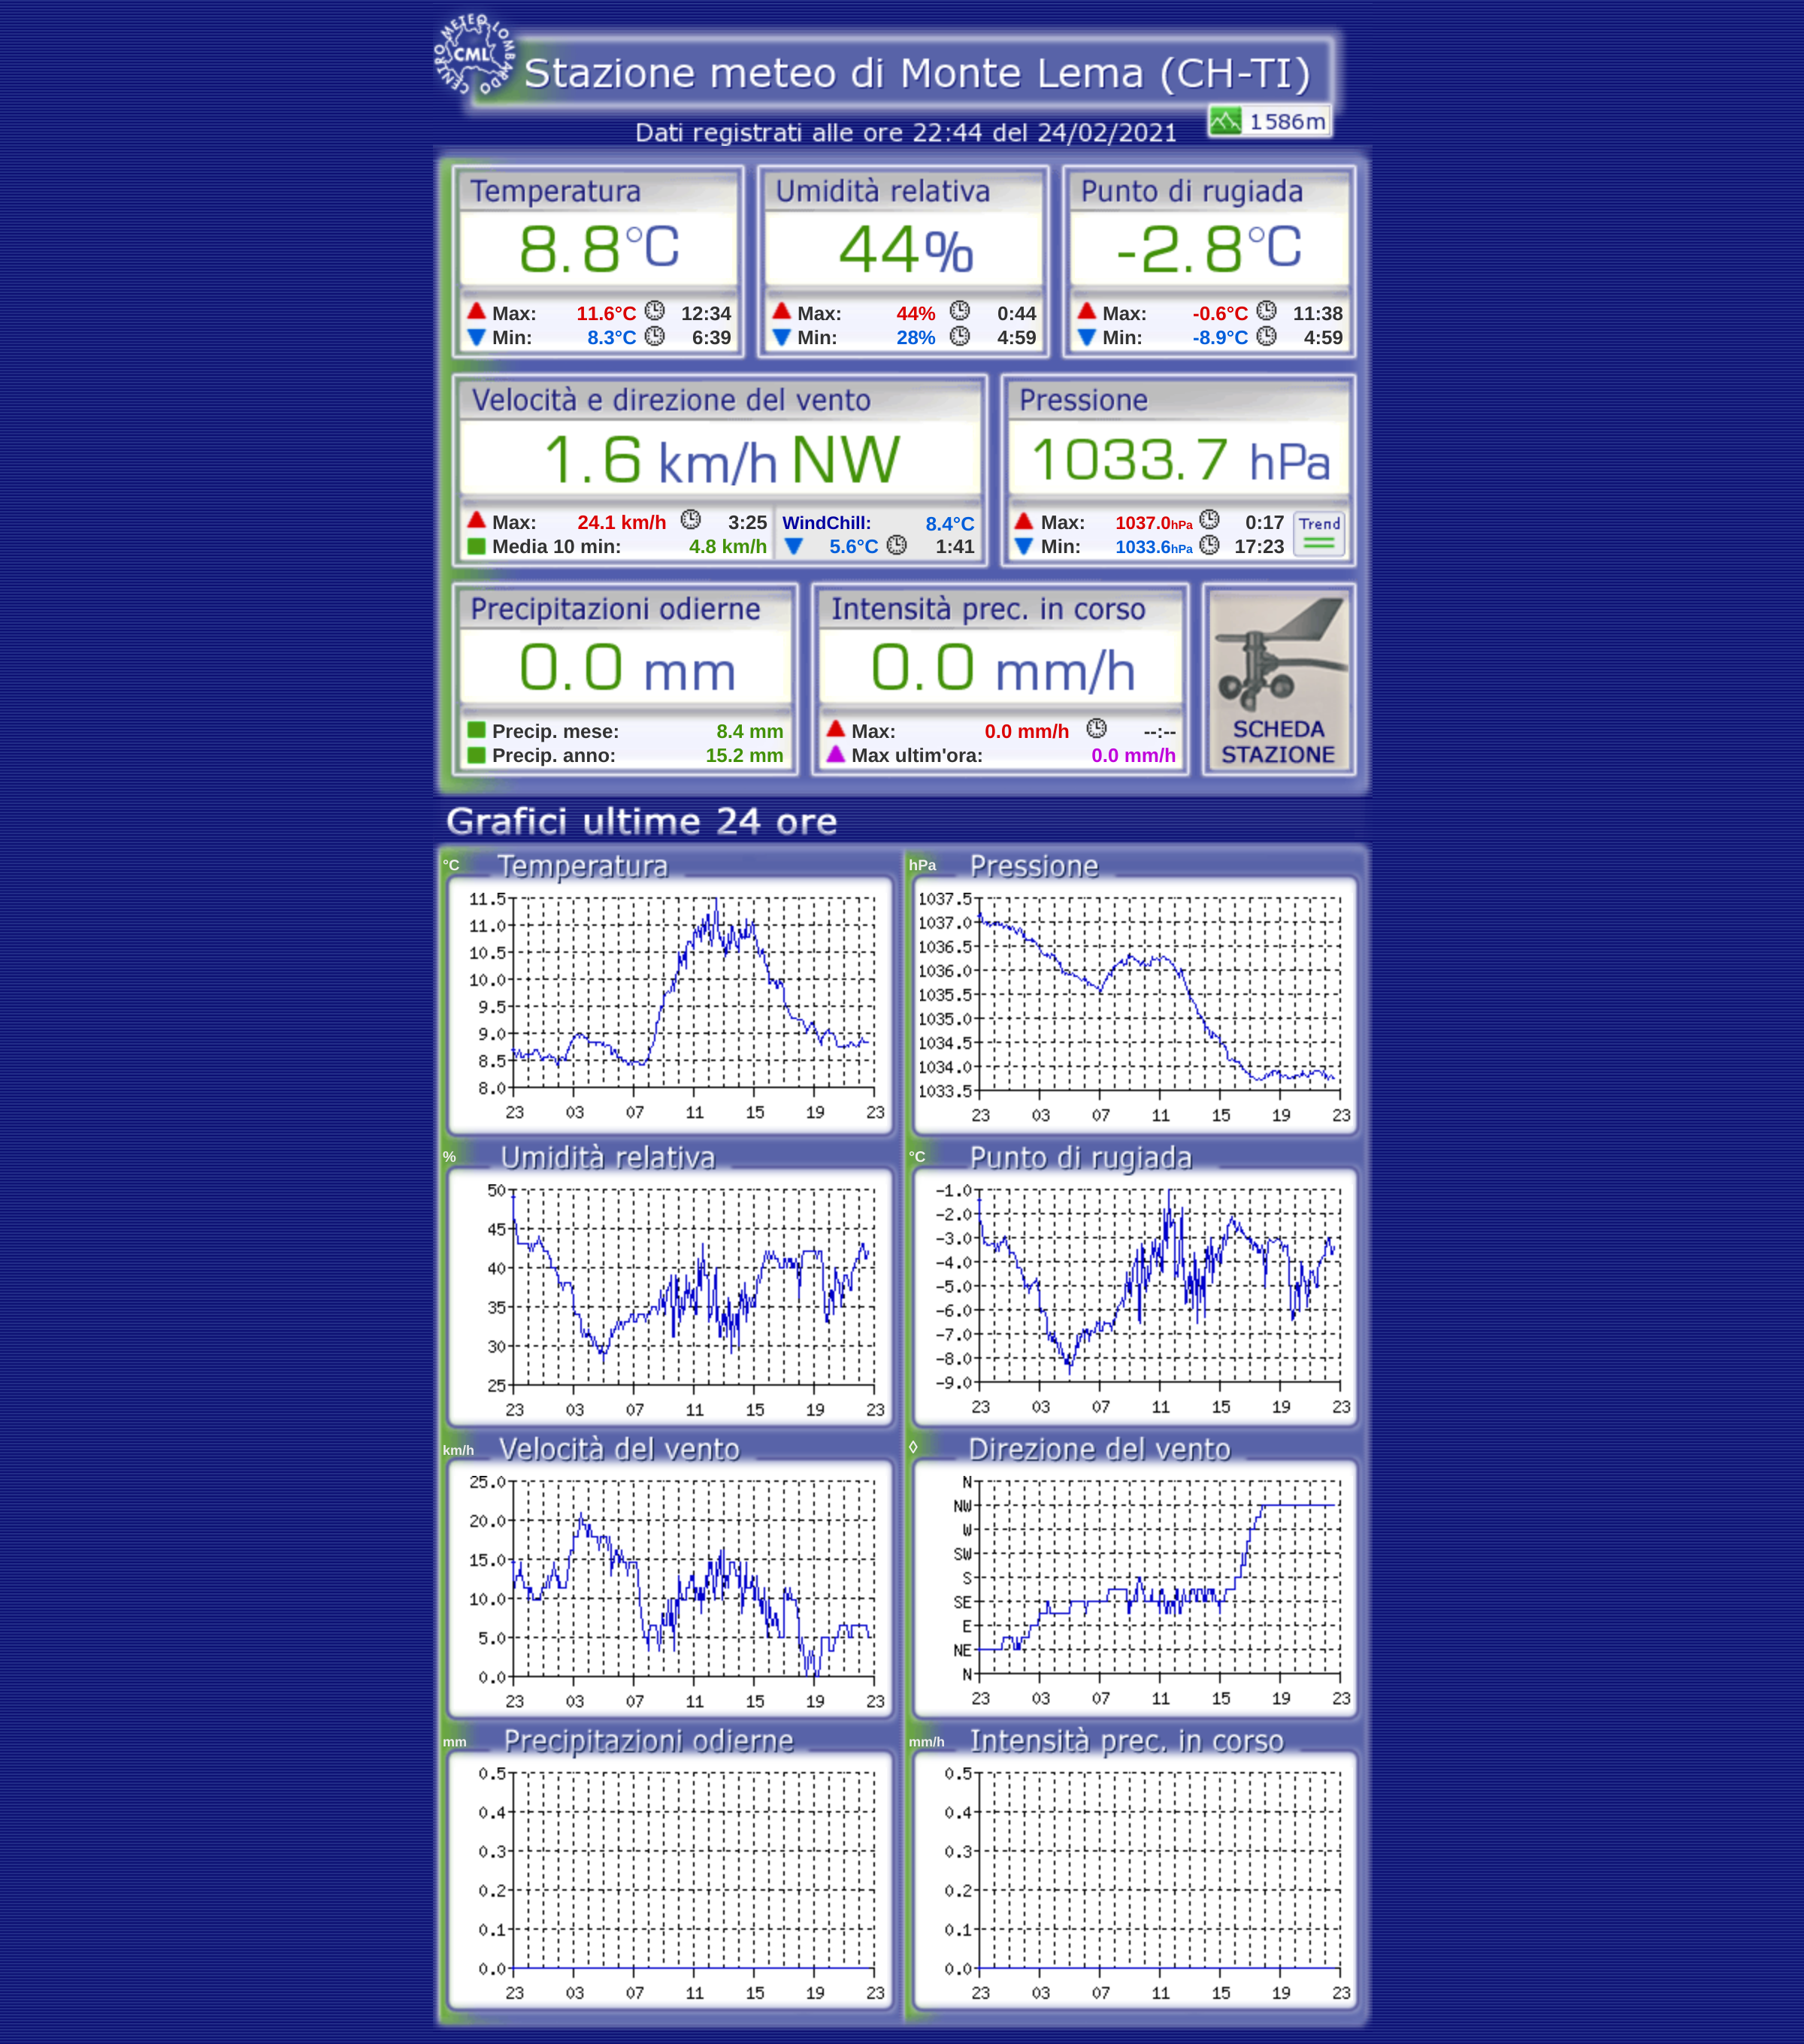 CENTRO METEO LOMBARDO
CML
Stazione meteo di Monte Lema (CH-TI)
1586m
Dati registrati alle ore 22:44 del 24/02/2021
Temperatura
8.8°C
Max: 11.6°C 12:34
Min: 8.3°C 6:39
Umidità relativa
44%
Max: 44% 0:44
Min: 28% 4:59
Punto di rugiada
-2.8°C
Max: -0.6°C 11:38
Min: -8.9°C 4:59
Velocità e direzione del vento
1.6 km/h NW
Max: 24.1 km/h 3:25
Media 10 min: 4.8 km/h
WindChill: 8.4°C
5.6°C 1:41
Pressione
1033.7 hPa
Max: 1037.0hPa 0:17
Min: 1033.6hPa 17:23
Trend
Precipitazioni odierne
0.0 mm
Precip. mese: 8.4 mm
Precip. anno: 15.2 mm
Intensità prec. in corso
0.0 mm/h
Max: 0.0 mm/h --:--
Max ultim'ora: 0.0 mm/h
SCHEDA
STAZIONE
Grafici ultime 24 ore
°C Temperatura
11.5
11.0
10.5
10.0
9.5
9.0
8.5
8.0
23 03 07 11 15 19 23
hPa Pressione
1037.5
1037.0
1036.5
1036.0
1035.5
1035.0
1034.5
1034.0
1033.5
23 03 07 11 15 19 23
% Umidità relativa
50
45
40
35
30
25
23 03 07 11 15 19 23
°C Punto di rugiada
-1.0
-2.0
-3.0
-4.0
-5.0
-6.0
-7.0
-8.0
-9.0
23 03 07 11 15 19 23
km/h Velocità del vento
25.0
20.0
15.0
10.0
5.0
0.0
23 03 07 11 15 19 23
◊ Direzione del vento
N
NW
W
SW
S
SE
E
NE
N
23 03 07 11 15 19 23
mm Precipitazioni odierne
0.5
0.4
0.3
0.2
0.1
0.0
23 03 07 11 15 19 23
mm/h Intensità prec. in corso
0.5
0.4
0.3
0.2
0.1
0.0
23 03 07 11 15 19 23